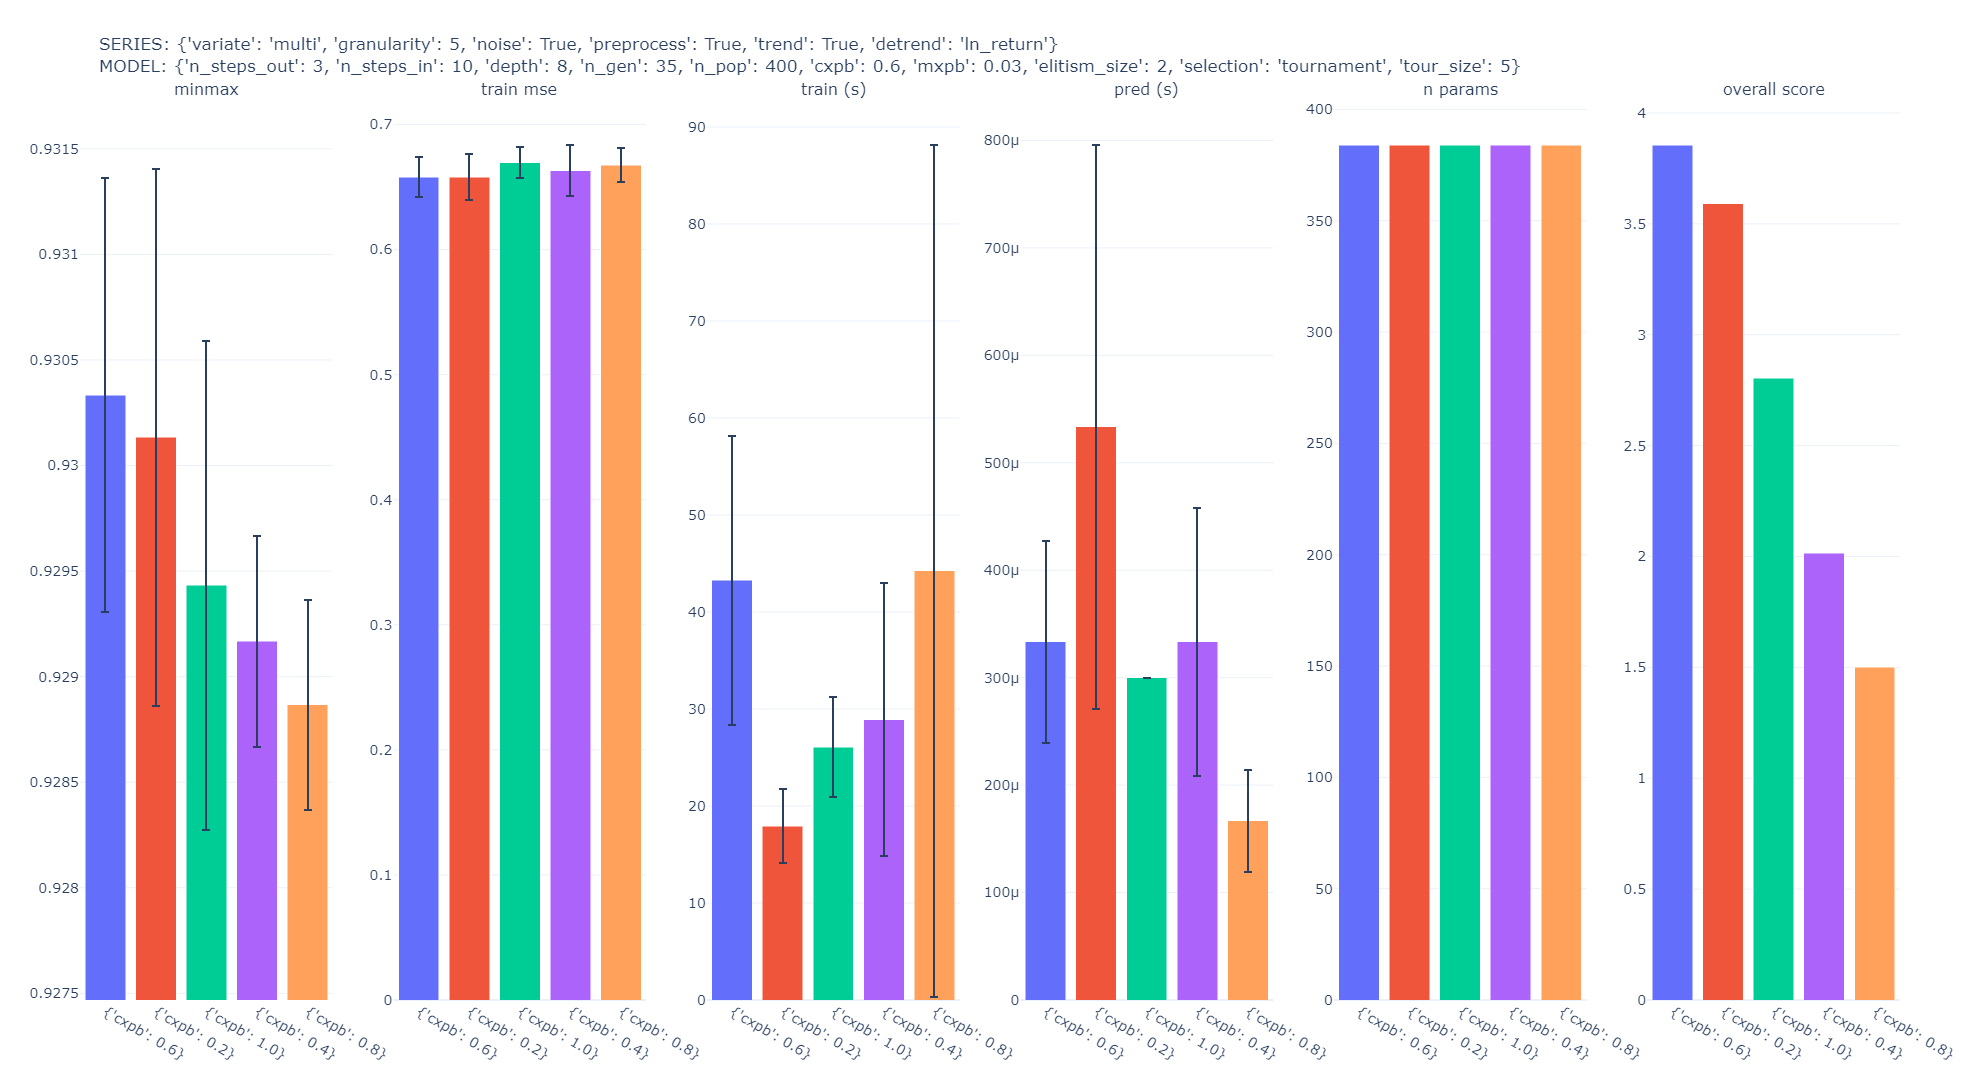 SERIES: {'variate': 'multi', 'granularity': 5, 'noise': True, 'preprocess': True, 'trend': True, 'detrend': 'ln_return'}
MODEL: {'n_steps_out': 3, 'n_steps_in': 10, 'depth': 8, 'n_gen': 35, 'n_pop': 400, 'cxpb': 0.6, 'mxpb': 0.03, 'elitism_size': 2, 'selection': 'tournament', 'tour_size': 5}
minmax
0.9315
0.931
0.9305
0.93
0.9295
0.929
0.9285
0.928
0.9275
{'cxpb': 0.6}
{'cxpb': 0.2}
{'cxpb': 1.0}
{'cxpb': 0.4}
{'cxpb': 0.8}
train mse
0.7
0.6
0.5
0.4
0.3
0.2
0.1
0
{'cxpb': 0.6}
{'cxpb': 0.2}
{'cxpb': 1.0}
{'cxpb': 0.4}
{'cxpb': 0.8}
train (s)
90
80
70
60
50
40
30
20
10
0
{'cxpb': 0.6}
{'cxpb': 0.2}
{'cxpb': 1.0}
{'cxpb': 0.4}
{'cxpb': 0.8}
pred (s)
800μ
700μ
600μ
500μ
400μ
300μ
200μ
100μ
0
{'cxpb': 0.6}
{'cxpb': 0.2}
{'cxpb': 1.0}
{'cxpb': 0.4}
{'cxpb': 0.8}
n params
400
350
300
250
200
150
100
50
0
{'cxpb': 0.6}
{'cxpb': 0.2}
{'cxpb': 1.0}
{'cxpb': 0.4}
{'cxpb': 0.8}
overall score
4
3.5
3
2.5
2
1.5
1
0.5
0
{'cxpb': 0.6}
{'cxpb': 0.2}
{'cxpb': 1.0}
{'cxpb': 0.4}
{'cxpb': 0.8}